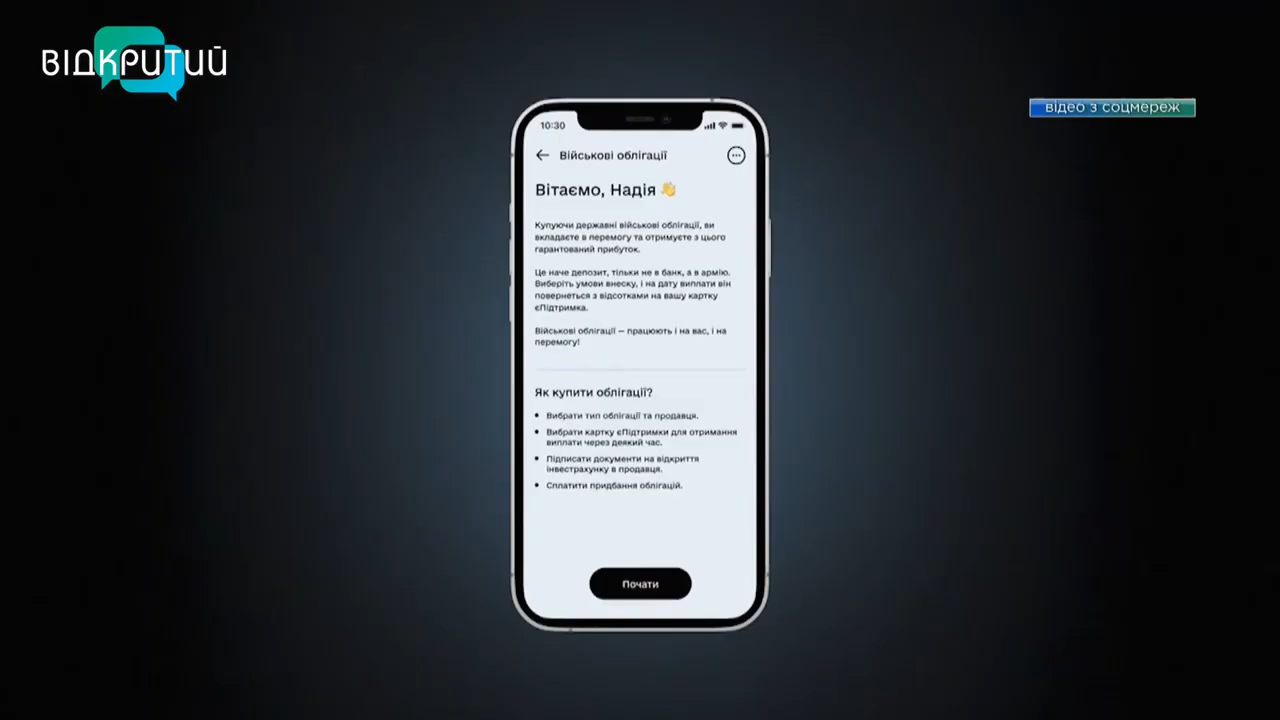 ВІДКРИТИЙ
відео з соцмереж
10:30
Військові облігації
Вітаємо, Надія 👋
Купуючи державні військові облігації, ви
вкладаєте в перемогу та отримуєте з цього
гарантований прибуток.
Це наче депозит, тільки не в банк, а в армію.
Виберіть умови внеску, і на дату виплати він
повернеться з відсотками на вашу картку
єПідтримка.
Військові облігації — працюють і на вас, і на
перемогу!
Як купити облігації?
• Вибрати тип облігації та продавця.
• Вибрати картку єПідтримки для отримання
виплати через деякий час.
• Підписати документи на відкриття
інвестрахунку в продавця.
• Сплатити придбання облігацій.
Почати